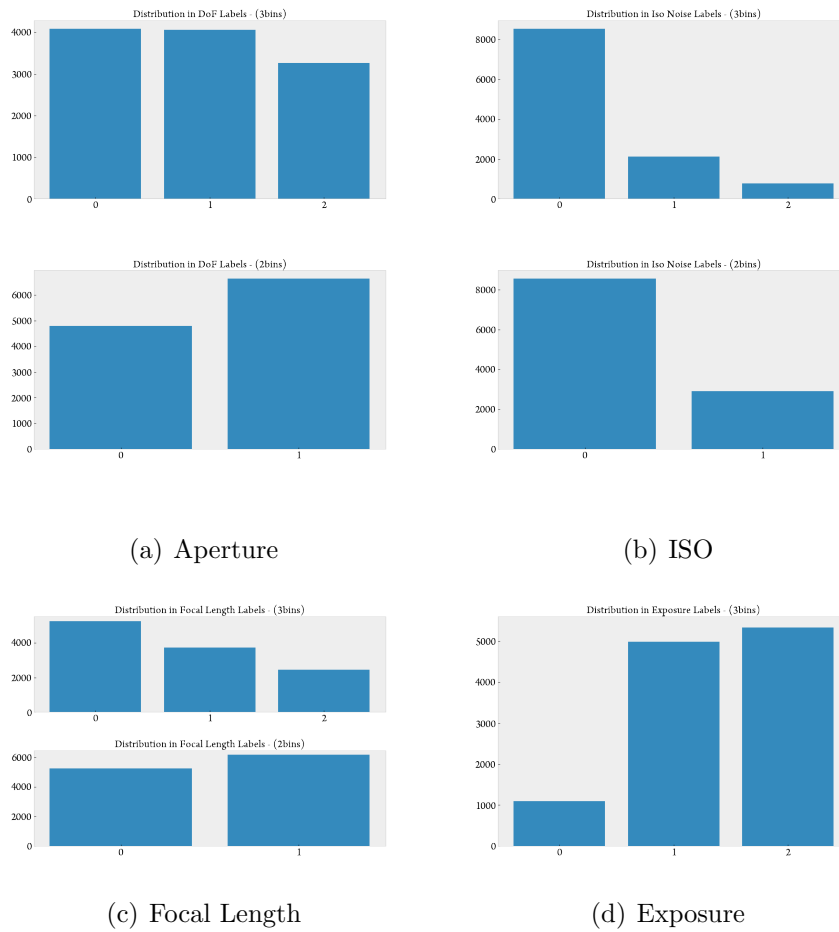 Distribution in DoF Labels - (3bins)
4000
3000
2000
1000
0
0 1 2
Distribution in Iso Noise Labels - (3bins)
8000
6000
4000
2000
0
0 1 2
Distribution in DoF Labels - (2bins)
6000
5000
4000
3000
2000
1000
0
0 1
Distribution in Iso Noise Labels - (2bins)
8000
6000
4000
2000
0
0 1
(a) Aperture
(b) ISO
Distribution in Focal Length Labels - (3bins)
4000
2000
0
0 1 2
Distribution in Focal Length Labels - (2bins)
6000
4000
2000
0
0 1
Distribution in Exposure Labels - (3bins)
5000
4000
3000
2000
1000
0
0 1 2
(c) Focal Length
(d) Exposure